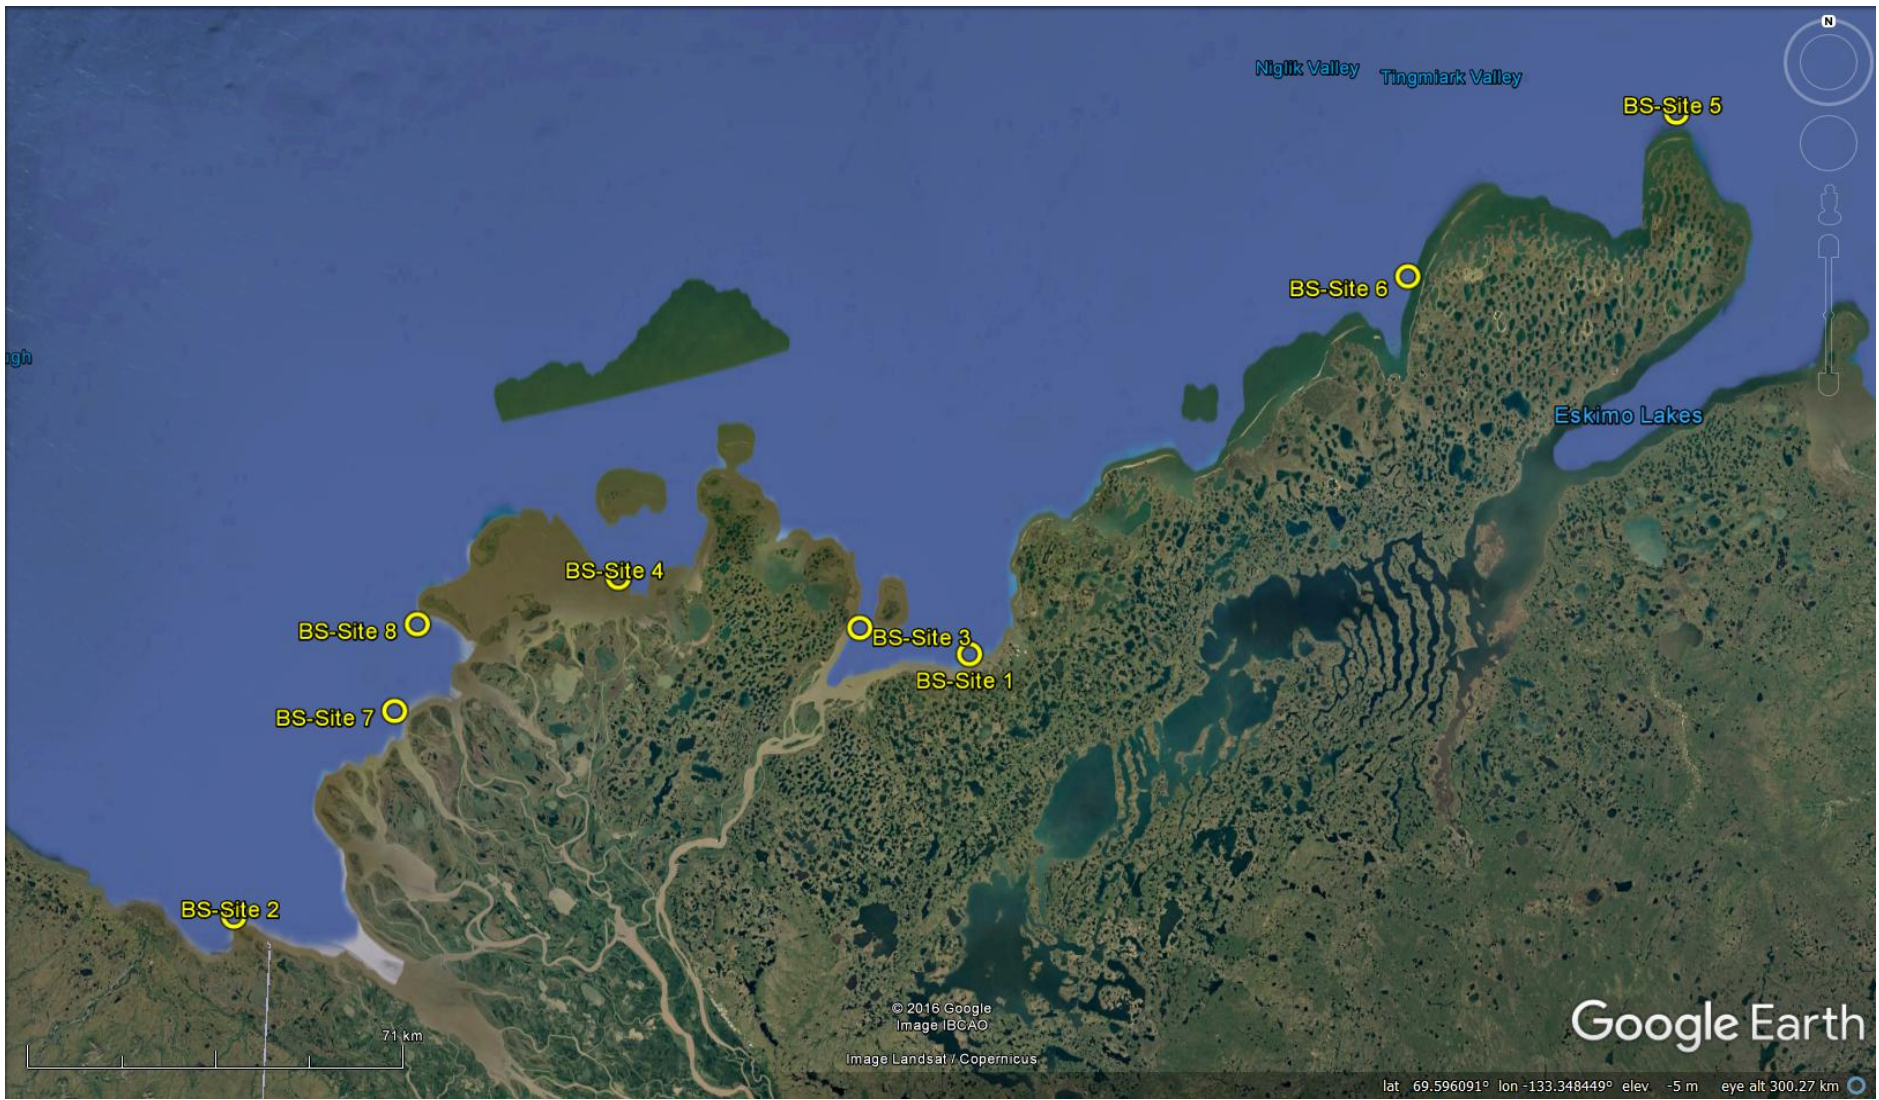 N
Niglik Valley
Tingmiark Valley
BS-Site 5
BS-Site 6
ugh
Eskimo Lakes
BS-Site 4
BS-Site 8
BS-Site 3
BS-Site 1
BS-Site 7
BS-Site 2
© 2016 Google
Image IBCAO
Google Earth
71 km
Image Landsat / Copernicus
lat 69.596091° lon -133.348449° elev -5 m eye alt 300.27 km